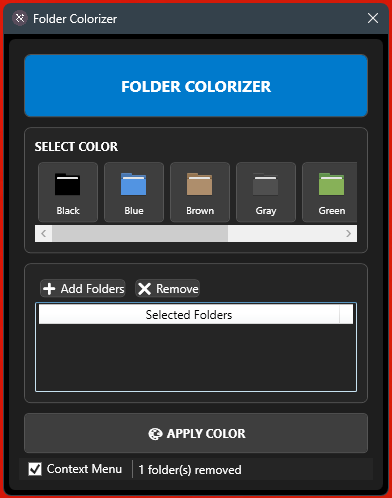 Folder Colorizer
FOLDER COLORIZER
SELECT COLOR
Black Blue Brown Gray Green
Add Folders Remove
Selected Folders
APPLY COLOR
Context Menu 1 folder(s) removed